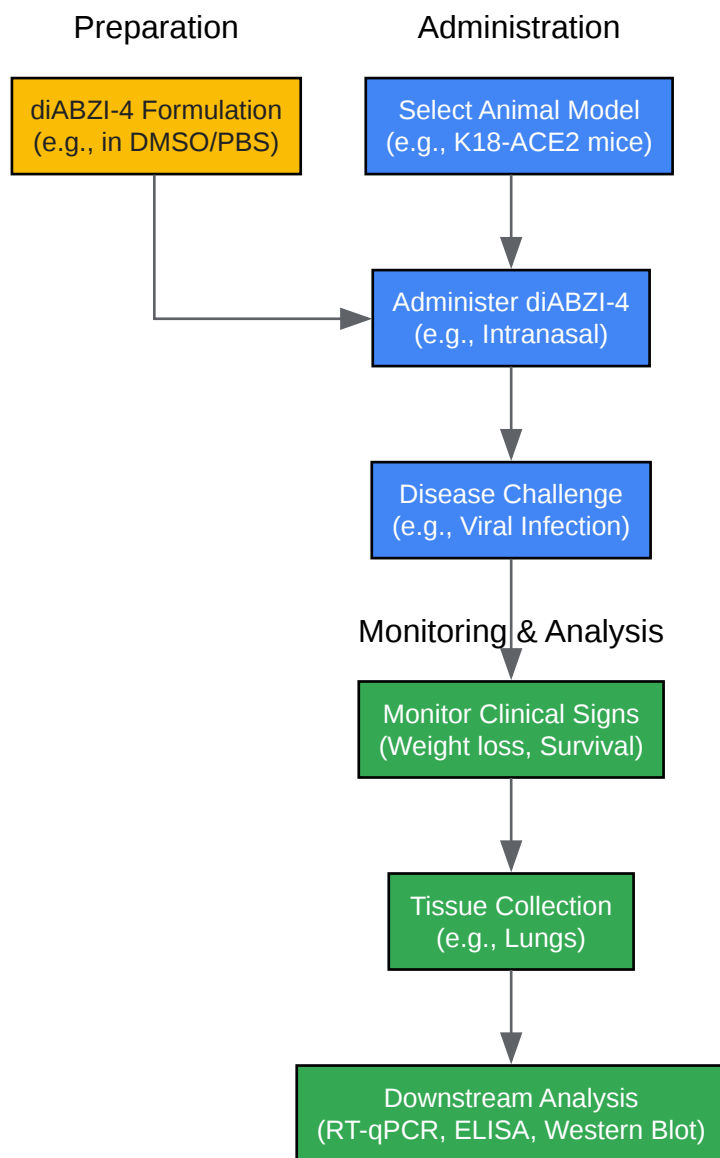 Preparation
Administration
diABZI-4 Formulation
(e.g., in DMSO/PBS)
Select Animal Model
(e.g., K18-ACE2 mice)
Administer diABZI-4
(e.g., Intranasal)
Disease Challenge
(e.g., Viral Infection)
Monitoring & Analysis
Monitor Clinical Signs
(Weight loss, Survival)
Tissue Collection
(e.g., Lungs)
Downstream Analysis
(RT-qPCR, ELISA, Western Blot)